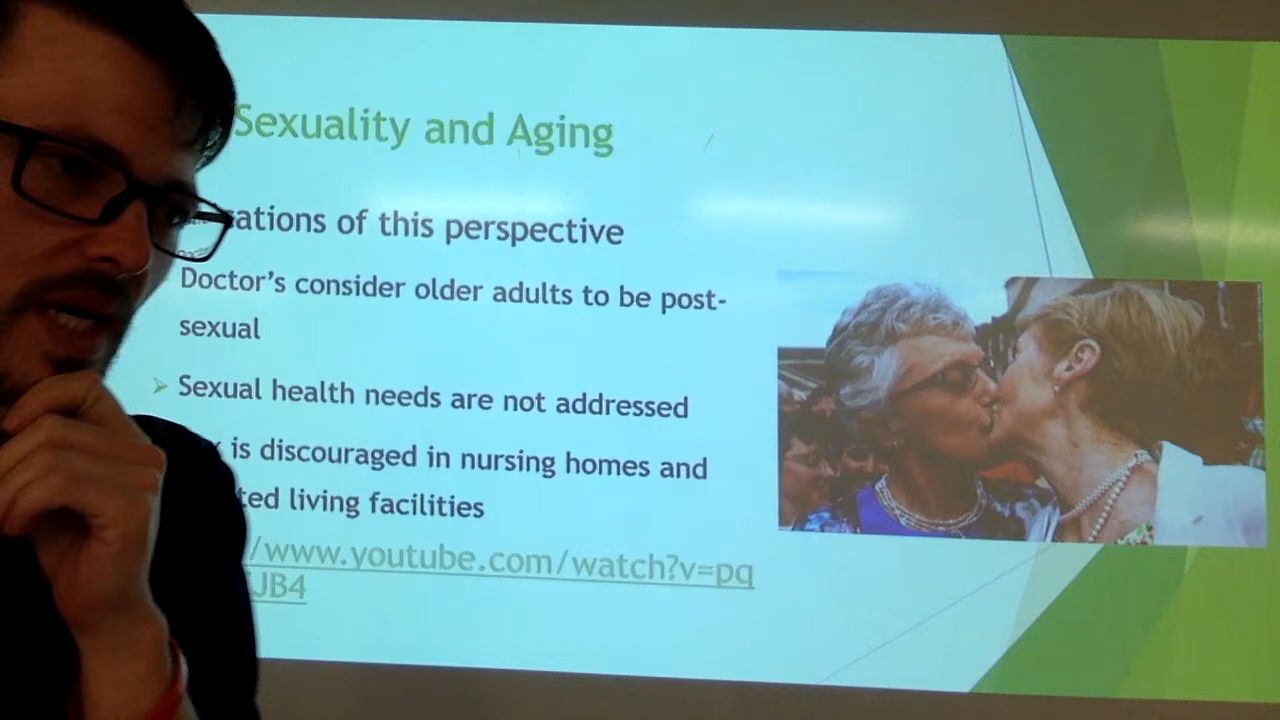 Sexuality and Aging
cations of this perspective
Doctor's consider older adults to be post-
sexual
Sexual health needs are not addressed
is discouraged in nursing homes and
ted living facilities
/www.youtube.com/watch?v=pq
JB4